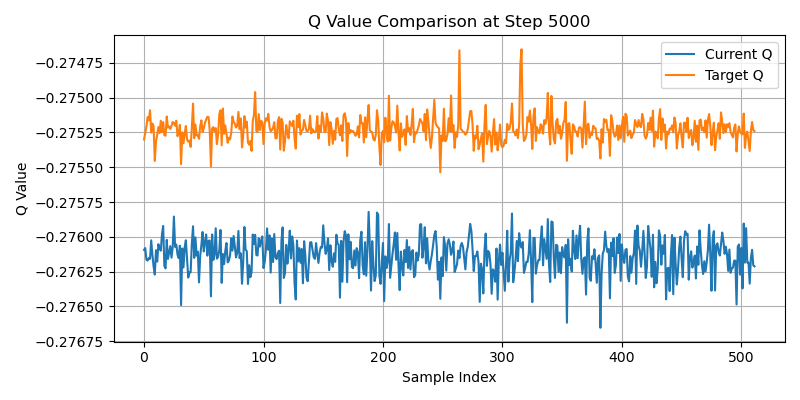 Q Value Comparison at Step 5000
Current Q
Target Q
Q Value
−0.27475
−0.27500
−0.27525
−0.27550
−0.27575
−0.27600
−0.27625
−0.27650
−0.27675
0 100 200 300 400 500
Sample Index